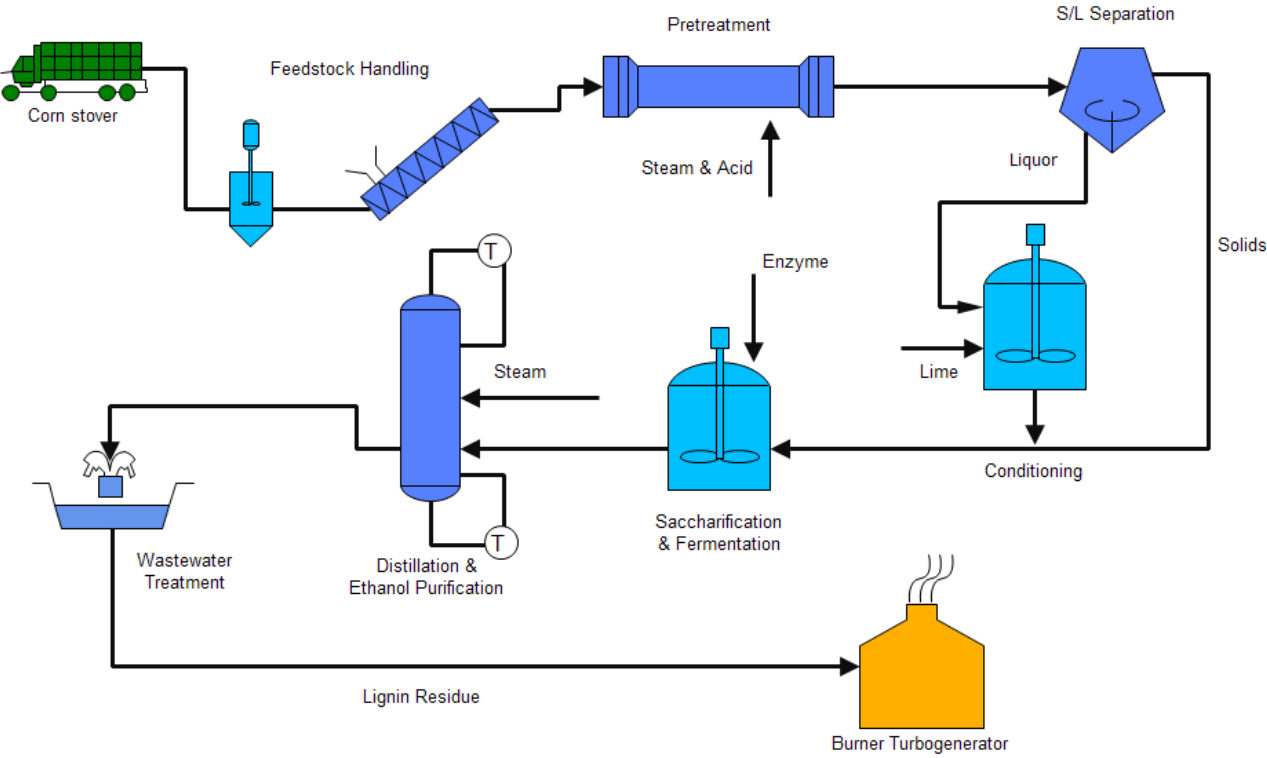 S/L Separation
Pretreatment
Feedstock Handling
Corn stover
Liquor
Steam & Acid
Solids
T
Enzyme
Steam
Lime
Conditioning
Saccharification
& Fermentation
T
Wastewater
Treatment
Distillation &
Ethanol Purification
Lignin Residue
Burner Turbogenerator